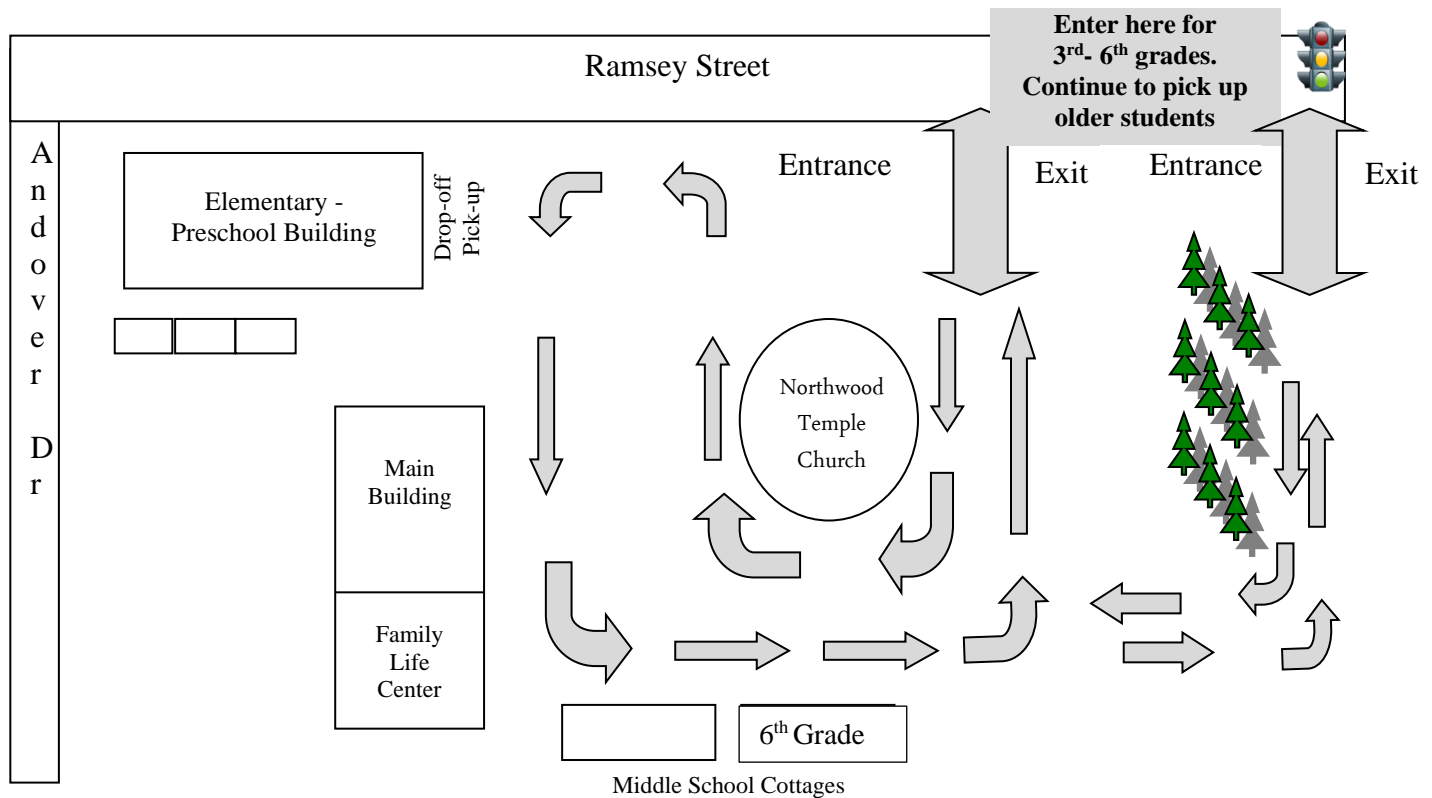 Enter here for
3rd- 6th grades.
Continue to pick up
older students
Ramsey Street
Andover Dr
Entrance
Exit
Entrance
Exit
Elementary -
Preschool Building
Drop-off
Pick-up
Northwood
Temple
Church
Main
Building
Family
Life
Center
6th Grade
Middle School Cottages